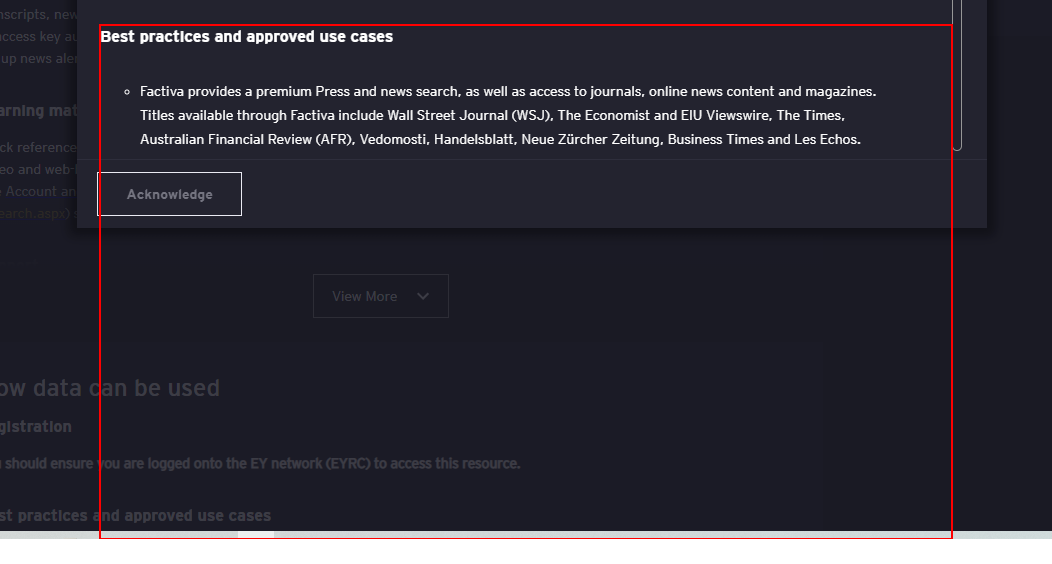 nscripts, new
ccess key au
up news aler
Best practices and approved use cases
Factiva provides a premium Press and news search, as well as access to journals, online news content and magazines.
Titles available through Factiva include Wall Street Journal (WSJ), The Economist and EIU Viewswire, The Times,
Australian Financial Review (AFR), Vedomosti, Handelsblatt, Neue Zürcher Zeitung, Business Times and Les Echos.
arning mat
ck reference
eo and web-
Account an
earch.aspx) s
Acknowledge
View More
ow data can be used
gistration
should ensure you are logged onto the EY network (EYRC) to access this resource.
st practices and approved use cases